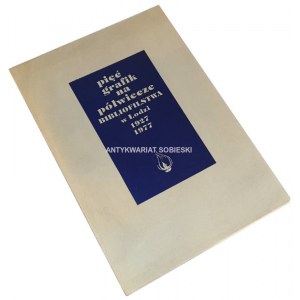 pięć
grafik
na
półwiecze
BIBLIOFILSTWA
w Łodzi
1927
1977
ANTYKWARIAT SOBIESKI